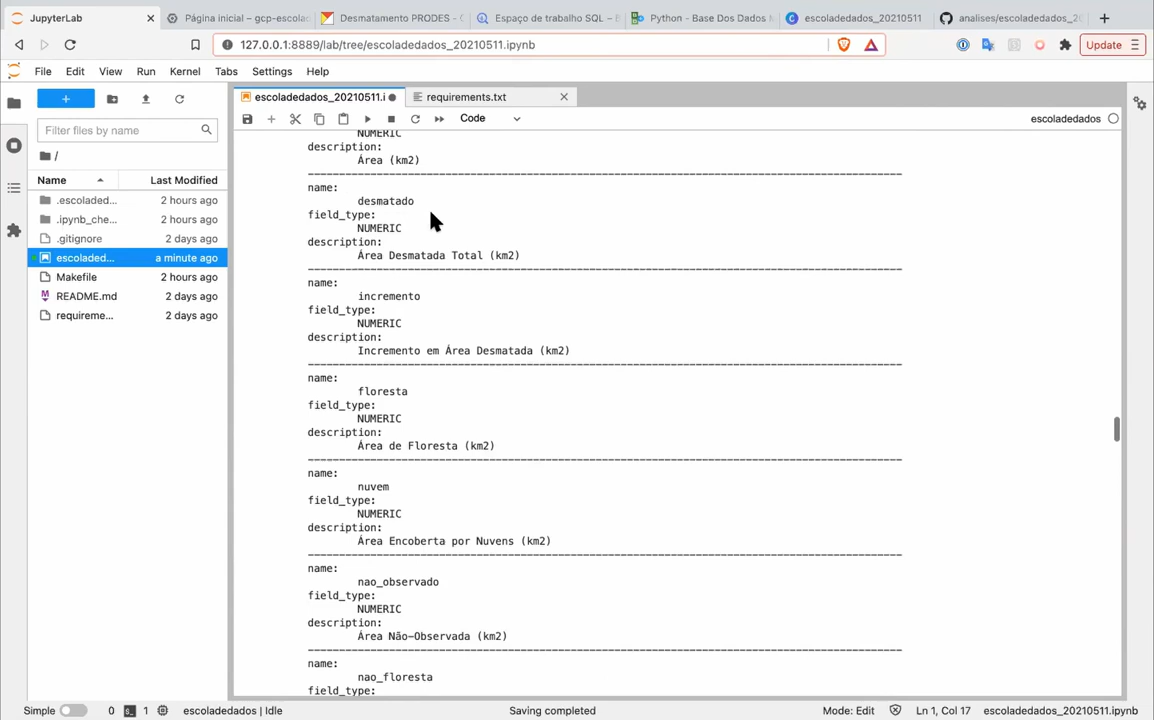 JupyterLab
Página inicial – gcp-escola
Desmatamento PRODES – C
Espaço de trabalho SQL – B
Python - Base Dos Dados M
escoladedados_20210511
analises/escoladedados_20
127.0.0.1:8889/lab/tree/escoladedados_20210511.ipynb
Update
File Edit View Run Kernel Tabs Settings Help
escoladedados_20210511.i
requirements.txt
Code
escoladedados
Filter files by name
/
Name Last Modified
.escoladed... 2 hours ago
.ipynb_che... 2 hours ago
.gitignore 2 days ago
escoladed... a minute ago
Makefile 2 hours ago
README.md 2 days ago
requireme... 2 days ago
NUMERIC
description:
Área (km2)
name:
desmatado
field_type:
NUMERIC
description:
Área Desmatada Total (km2)
name:
incremento
field_type:
NUMERIC
description:
Incremento em Área Desmatada (km2)
name:
floresta
field_type:
NUMERIC
description:
Área de Floresta (km2)
name:
nuvem
field_type:
NUMERIC
description:
Área Encoberta por Nuvens (km2)
name:
nao_observado
field_type:
NUMERIC
description:
Área Não-Observada (km2)
name:
nao_floresta
field_type:
Simple 0 1 escoladedados | Idle Saving completed Mode: Edit Ln 1, Col 17 escoladedados_20210511.ipynb